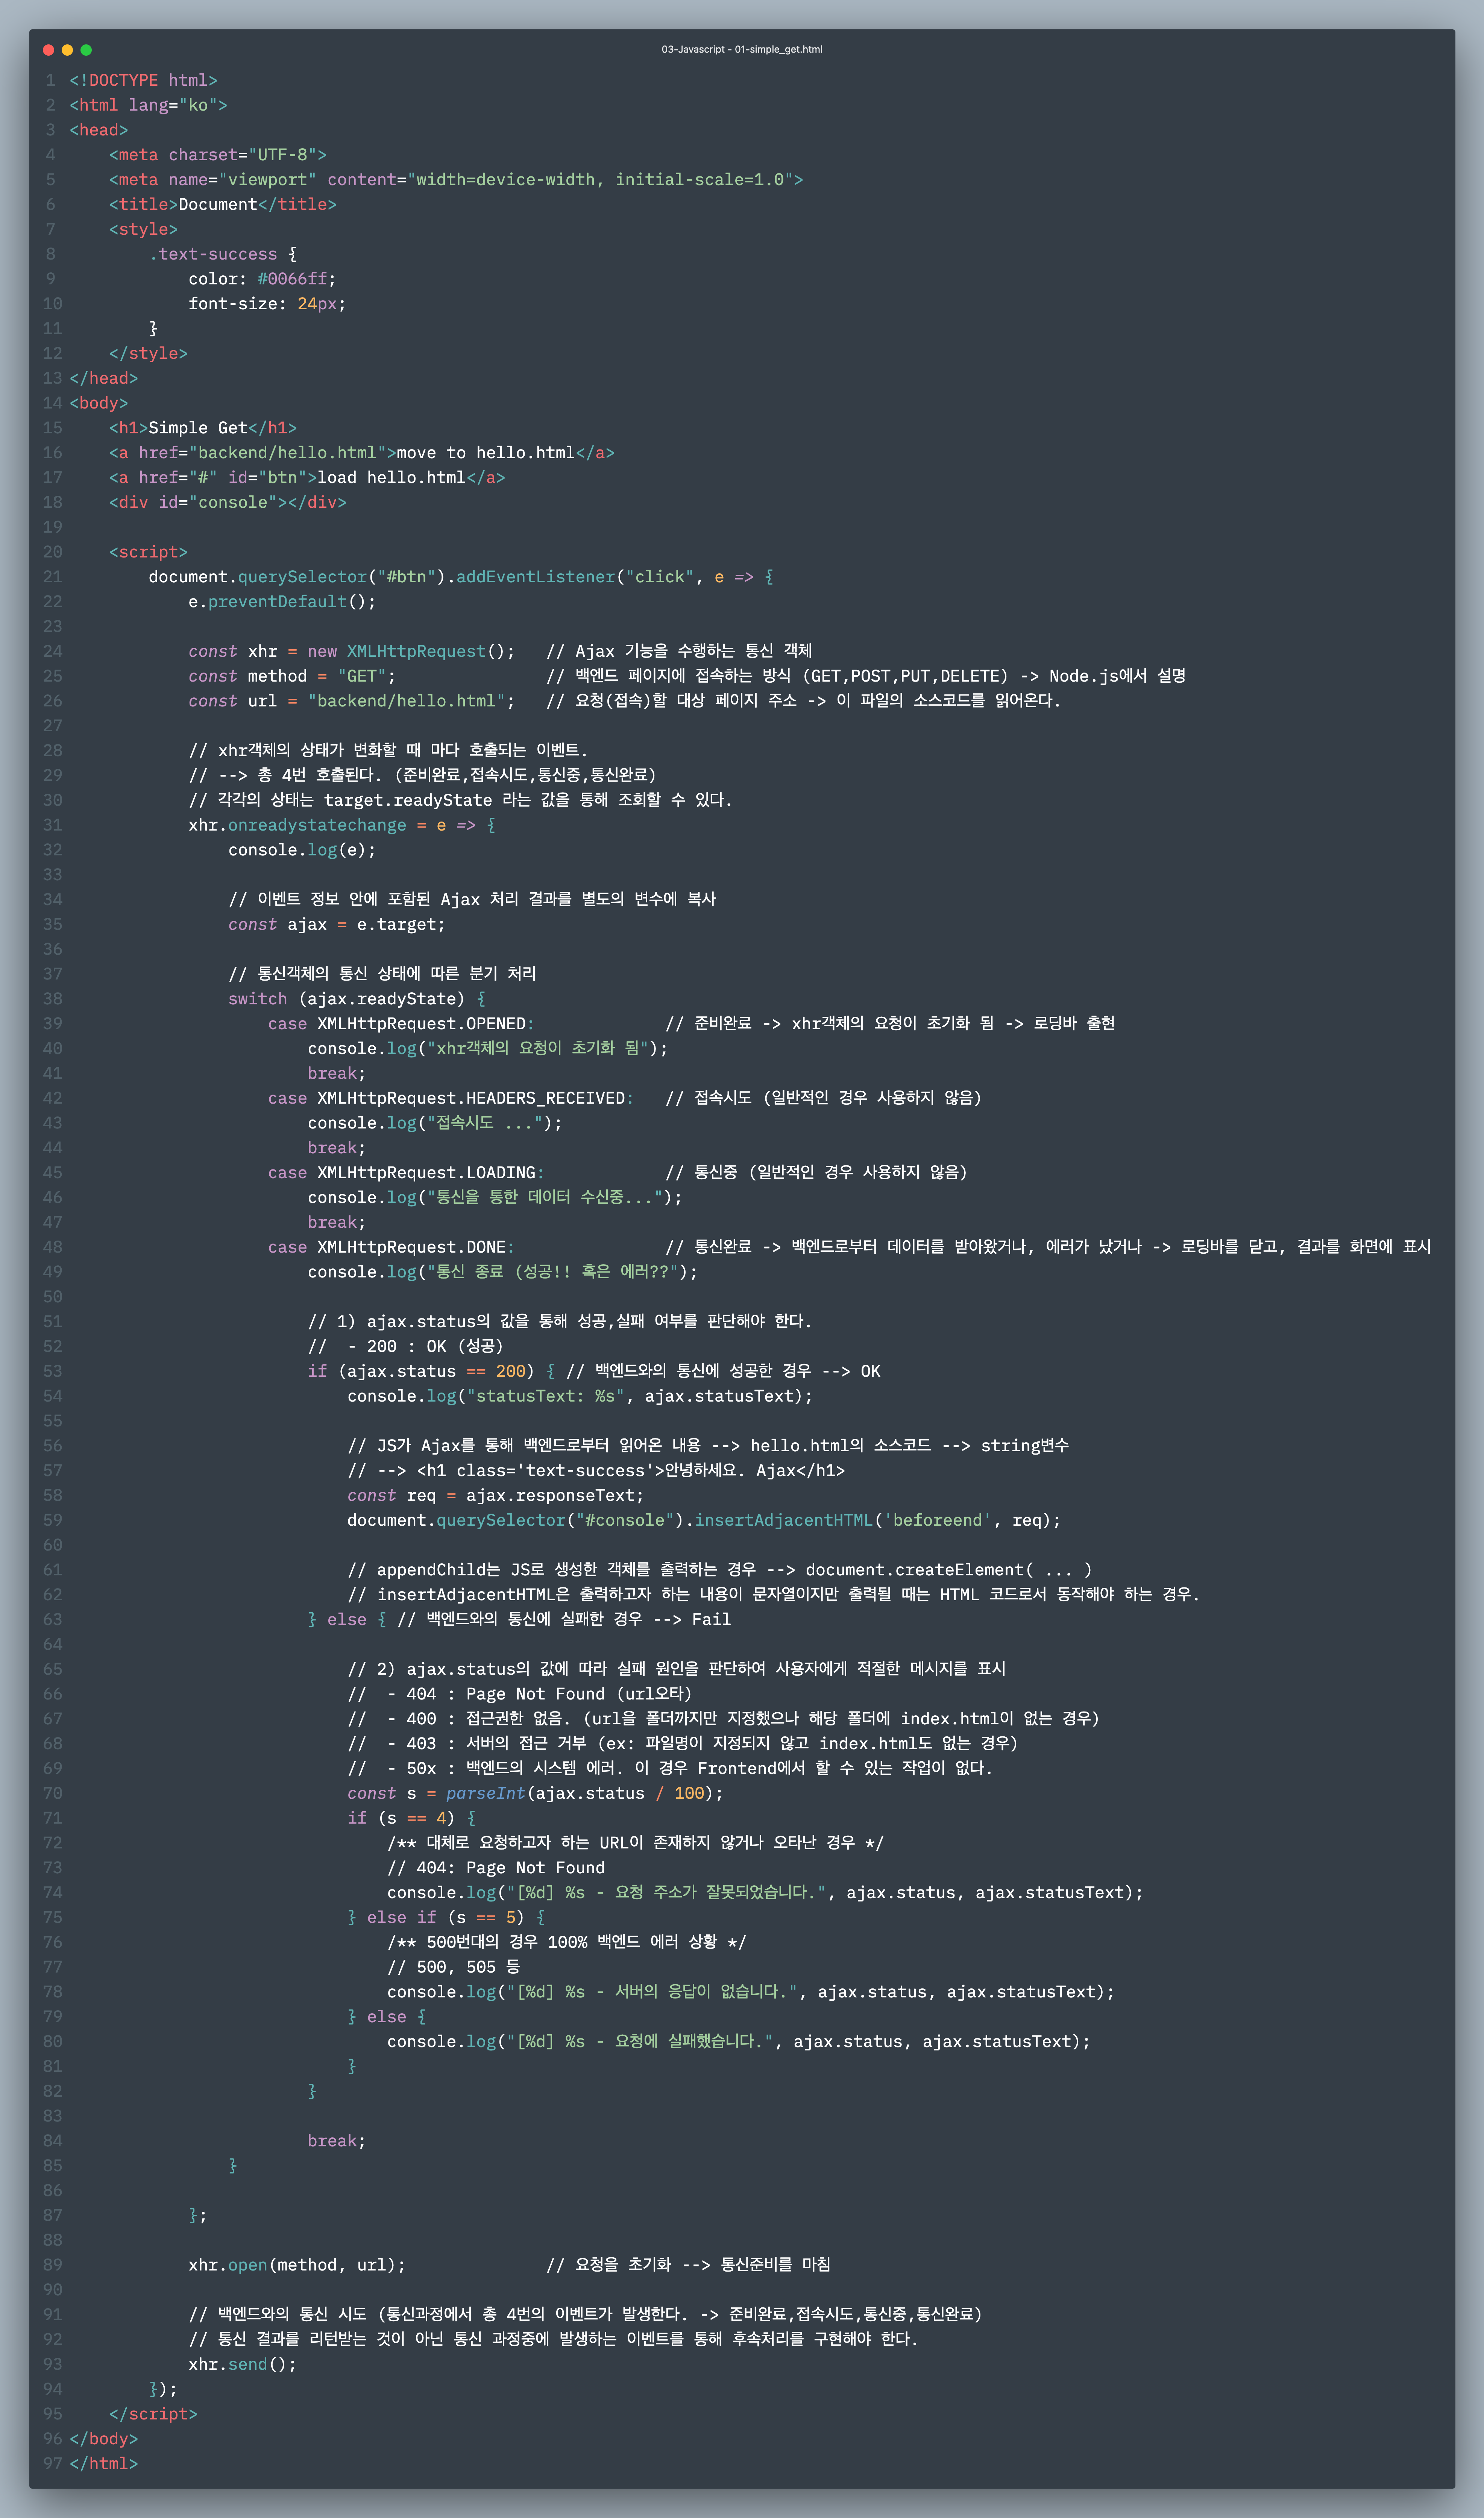 03-Javascript - 01-simple_get.html
1 <!DOCTYPE html>
2 <html lang="ko">
3 <head>
4     <meta charset="UTF-8">
5     <meta name="viewport" content="width=device-width, initial-scale=1.0">
6     <title>Document</title>
7     <style>
8         .text-success {
9             color: #0066ff;
10             font-size: 24px;
11         }
12     </style>
13 </head>
14 <body>
15     <h1>Simple Get</h1>
16     <a href="backend/hello.html">move to hello.html</a>
17     <a href="#" id="btn">load hello.html</a>
18     <div id="console"></div>
19
20     <script>
21         document.querySelector("#btn").addEventListener("click", e => {
22             e.preventDefault();
23
24             const xhr = new XMLHttpRequest();   // Ajax 기능을 수행하는 통신 객체
25             const method = "GET";               // 백엔드 페이지에 접속하는 방식 (GET,POST,PUT,DELETE) -> Node.js에서 설명
26             const url = "backend/hello.html";   // 요청(접속)할 대상 페이지 주소 -> 이 파일의 소스코드를 읽어온다.
27
28             // xhr객체의 상태가 변화할 때 마다 호출되는 이벤트.
29             // --> 총 4번 호출된다. (준비완료,접속시도,통신중,통신완료)
30             // 각각의 상태는 target.readyState 라는 값을 통해 조회할 수 있다.
31             xhr.onreadystatechange = e => {
32                 console.log(e);
33
34                 // 이벤트 정보 안에 포함된 Ajax 처리 결과를 별도의 변수에 복사
35                 const ajax = e.target;
36
37                 // 통신객체의 통신 상태에 따른 분기 처리
38                 switch (ajax.readyState) {
39                     case XMLHttpRequest.OPENED:             // 준비완료 -> xhr객체의 요청이 초기화 됨 -> 로딩바 출현
40                         console.log("xhr객체의 요청이 초기화 됨");
41                         break;
42                     case XMLHttpRequest.HEADERS_RECEIVED:   // 접속시도 (일반적인 경우 사용하지 않음)
43                         console.log("접속시도 ...");
44                         break;
45                     case XMLHttpRequest.LOADING:            // 통신중 (일반적인 경우 사용하지 않음)
46                         console.log("통신을 통한 데이터 수신중...");
47                         break;
48                     case XMLHttpRequest.DONE:               // 통신완료 -> 백엔드로부터 데이터를 받아왔거나, 에러가 났거나 -> 로딩바를 닫고, 결과를 화면에 표시
49                         console.log("통신 종료 (성공!! 혹은 에러??");
50
51                         // 1) ajax.status의 값을 통해 성공,실패 여부를 판단해야 한다.
52                         //  - 200 : OK (성공)
53                         if (ajax.status == 200) { // 백엔드와의 통신에 성공한 경우 --> OK
54                             console.log("statusText: %s", ajax.statusText);
55
56                             // JS가 Ajax를 통해 백엔드로부터 읽어온 내용 --> hello.html의 소스코드 --> string변수
57                             // --> <h1 class='text-success'>안녕하세요. Ajax</h1>
58                             const req = ajax.responseText;
59                             document.querySelector("#console").insertAdjacentHTML('beforeend', req);
60
61                             // appendChild는 JS로 생성한 객체를 출력하는 경우 --> document.createElement( ... )
62                             // insertAdjacentHTML은 출력하고자 하는 내용이 문자열이지만 출력될 때는 HTML 코드로서 동작해야 하는 경우.
63                         } else { // 백엔드와의 통신에 실패한 경우 --> Fail
64
65                             // 2) ajax.status의 값에 따라 실패 원인을 판단하여 사용자에게 적절한 메시지를 표시
66                             //  - 404 : Page Not Found (url오타)
67                             //  - 400 : 접근권한 없음. (url을 폴더까지만 지정했으나 해당 폴더에 index.html이 없는 경우)
68                             //  - 403 : 서버의 접근 거부 (ex: 파일명이 지정되지 않고 index.html도 없는 경우)
69                             //  - 50x : 백엔드의 시스템 에러. 이 경우 Frontend에서 할 수 있는 작업이 없다.
70                             const s = parseInt(ajax.status / 100);
71                             if (s == 4) {
72                                 /** 대체로 요청하고자 하는 URL이 존재하지 않거나 오타난 경우 */
73                                 // 404: Page Not Found
74                                 console.log("[%d] %s - 요청 주소가 잘못되었습니다.", ajax.status, ajax.statusText);
75                             } else if (s == 5) {
76                                 /** 500번대의 경우 100% 백엔드 에러 상황 */
77                                 // 500, 505 등
78                                 console.log("[%d] %s - 서버의 응답이 없습니다.", ajax.status, ajax.statusText);
79                             } else {
80                                 console.log("[%d] %s - 요청에 실패했습니다.", ajax.status, ajax.statusText);
81                             }
82                         }
83
84                         break;
85                 }
86
87             };
88
89             xhr.open(method, url);              // 요청을 초기화 --> 통신준비를 마침
90
91             // 백엔드와의 통신 시도 (통신과정에서 총 4번의 이벤트가 발생한다. -> 준비완료,접속시도,통신중,통신완료)
92             // 통신 결과를 리턴받는 것이 아닌 통신 과정중에 발생하는 이벤트를 통해 후속처리를 구현해야 한다.
93             xhr.send();
94         });
95     </script>
96 </body>
97 </html>